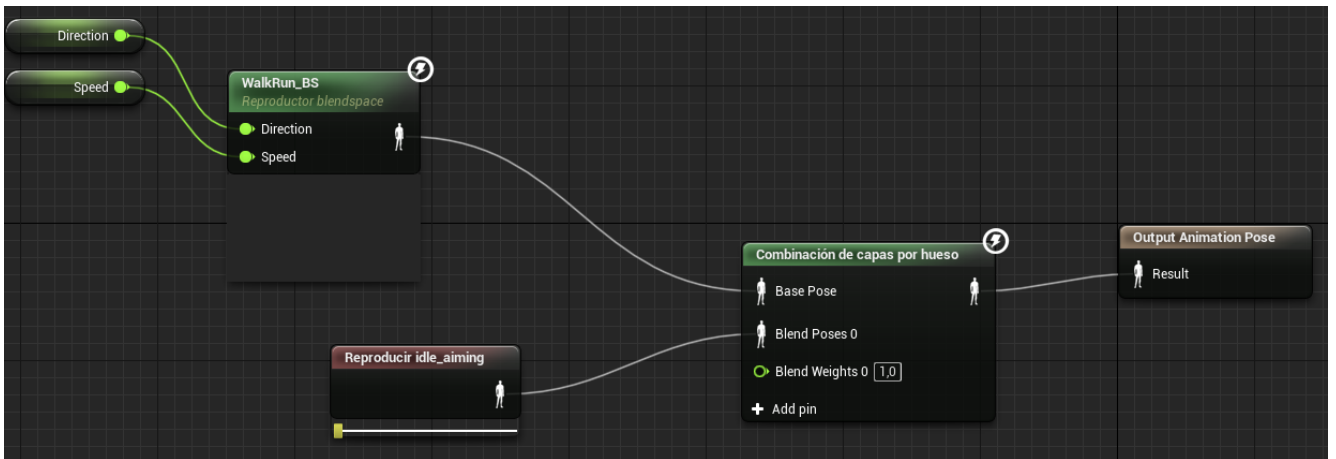 Direction
Speed
WalkRun_BS
Reproductor blendspace
Direction
Speed
Combinación de capas por hueso
Base Pose
Blend Poses 0
Blend Weights 0 1,0
Add pin
Output Animation Pose
Result
Reproducir idle_aiming